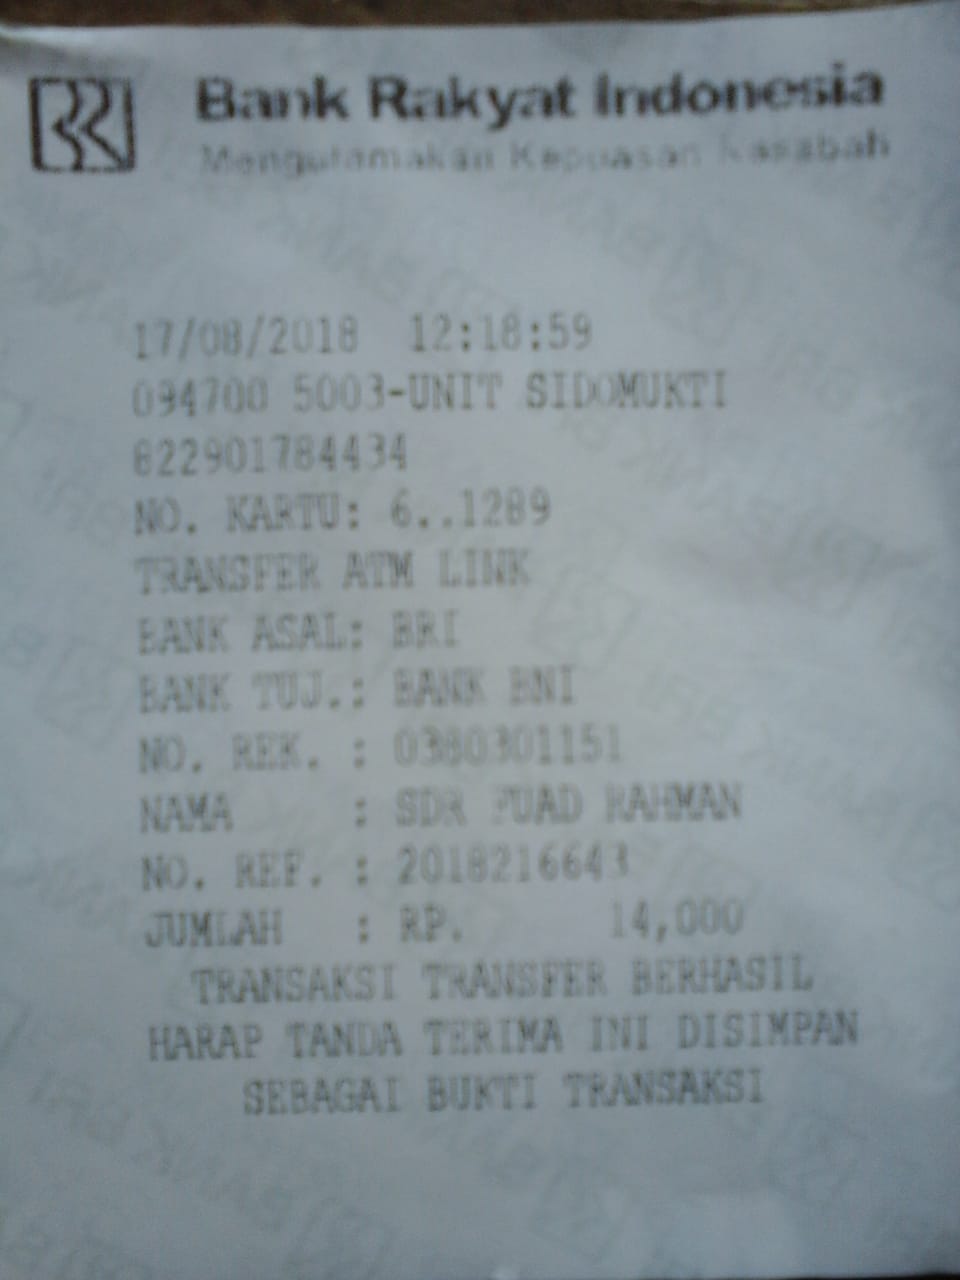 Bank Rakyat Indonesia
Mengutamakan Kepuasan Nasabah
17/08/2018 12:18:59
094700 5003-UNIT SIDOMUKTI
822901784434
NO. KARTU: 6..1289
TRANSFER ATM LINK
BANK ASAL: BRI
BANK TUJ.: BANK BNI
NO. REK. : 0380301151
NAMA : SDR FUAD RAHMAN
NO. REF. : 2018216643
JUMLAH : RP. 14,000
TRANSAKSI TRANSFER BERHASIL
HARAP TANDA TERIMA INI DISIMPAN
SEBAGAI BUKTI TRANSAKSI